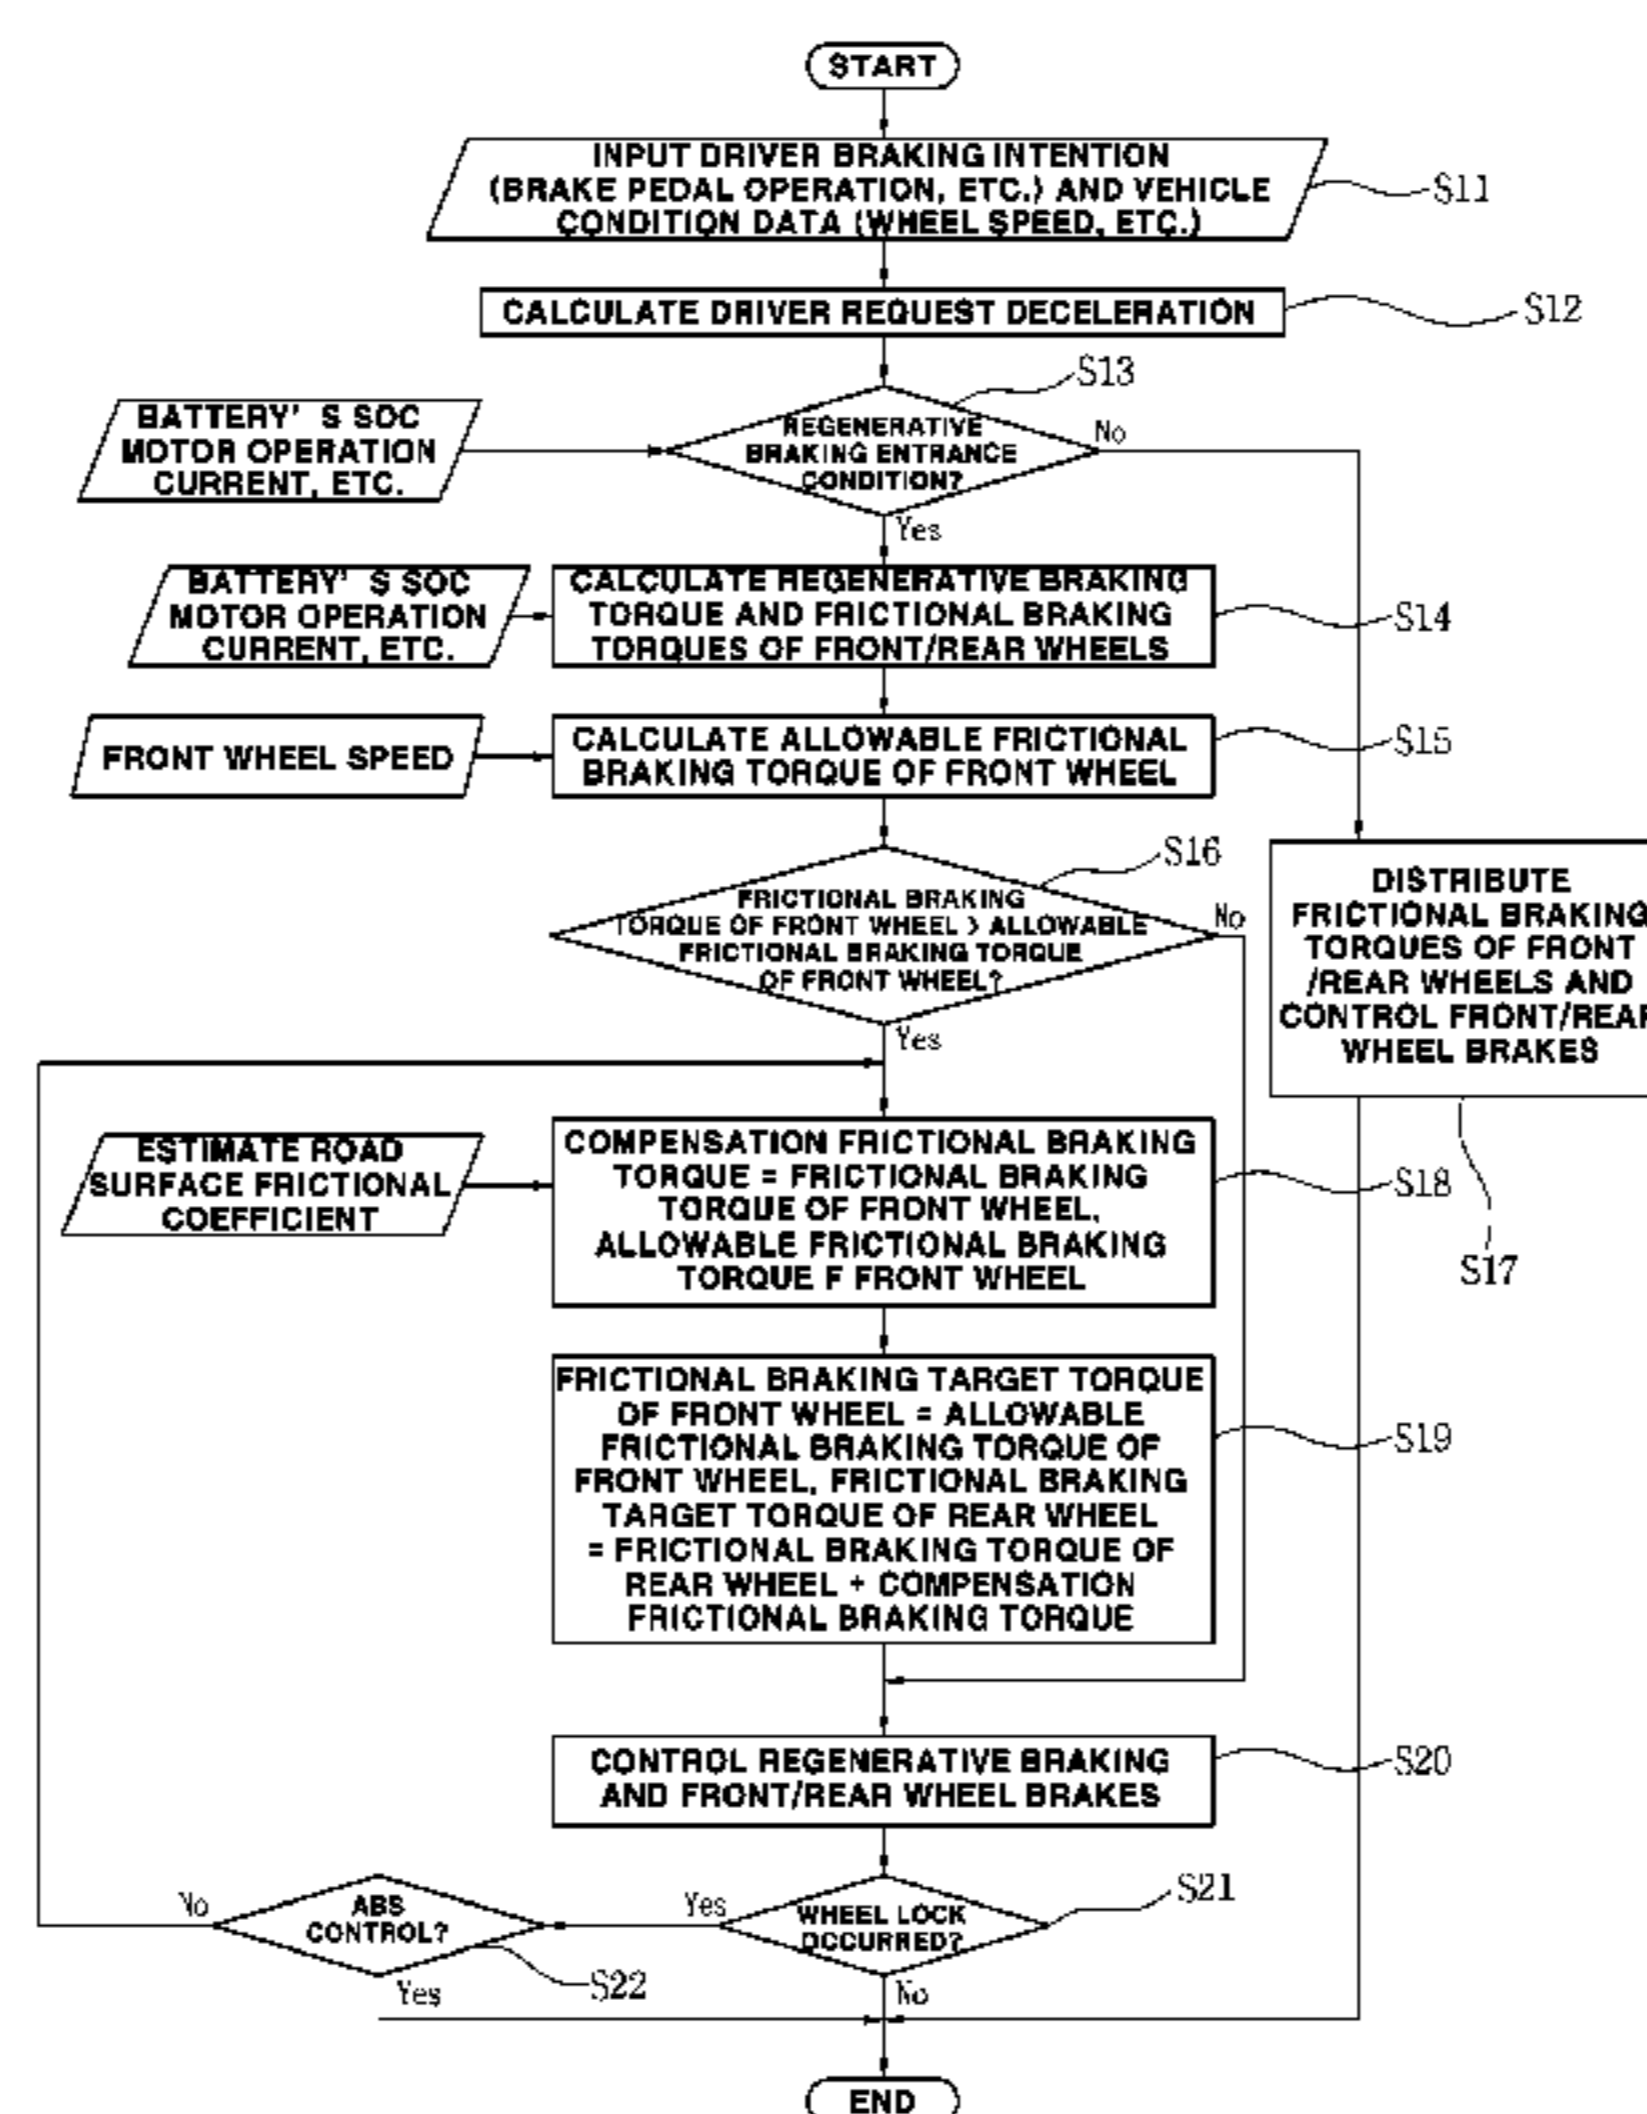 START
INPUT DRIVER BRAKING INTENTION
(BRAKE PEDAL OPERATION, ETC.) AND VEHICLE
CONDITION DATA (WHEEL SPEED, ETC.)
S11
CALCULATE DRIVER REQUEST DECELERATION
S12
S13
BATTERY' S SOC
MOTOR OPERATION
CURRENT, ETC.
REGENERATIVE
BRAKING ENTRANCE
CONDITION?
No
Yes
BATTERY' S SOC
MOTOR OPERATION
CURRENT, ETC.
CALCULATE REGENERATIVE BRAKING
TORQUE AND FRICTIONAL BRAKING
TORQUES OF FRONT/REAR WHEELS
S14
FRONT WHEEL SPEED
CALCULATE ALLOWABLE FRICTIONAL
BRAKING TORQUE OF FRONT WHEEL
S15
S16
FRICTIONAL BRAKING
TORQUE OF FRONT WHEEL > ALLOWABLE
FRICTIONAL BRAKING TORQUE
OF FRONT WHEEL?
No
Yes
DISTRIBUTE
FRICTIONAL BRAKING
TORQUES OF FRONT
/REAR WHEELS AND
CONTROL FRONT/REAR
WHEEL BRAKES
S17
ESTIMATE ROAD
SURFACE FRICTIONAL
COEFFICIENT
COMPENSATION FRICTIONAL BRAKING
TORQUE = FRICTIONAL BRAKING
TORQUE OF FRONT WHEEL,
ALLOWABLE FRICTIONAL BRAKING
TORQUE F FRONT WHEEL
S18
FRICTIONAL BRAKING TARGET TORQUE
OF FRONT WHEEL = ALLOWABLE
FRICTIONAL BRAKING TORQUE OF
FRONT WHEEL, FRICTIONAL BRAKING
TARGET TORQUE OF REAR WHEEL
= FRICTIONAL BRAKING TORQUE OF
REAR WHEEL + COMPENSATION
FRICTIONAL BRAKING TORQUE
S19
CONTROL REGENERATIVE BRAKING
AND FRONT/REAR WHEEL BRAKES
S20
No
ABS
CONTROL?
Yes
WHEEL LOCK
OCCURRED?
S21
S22
Yes
No
END